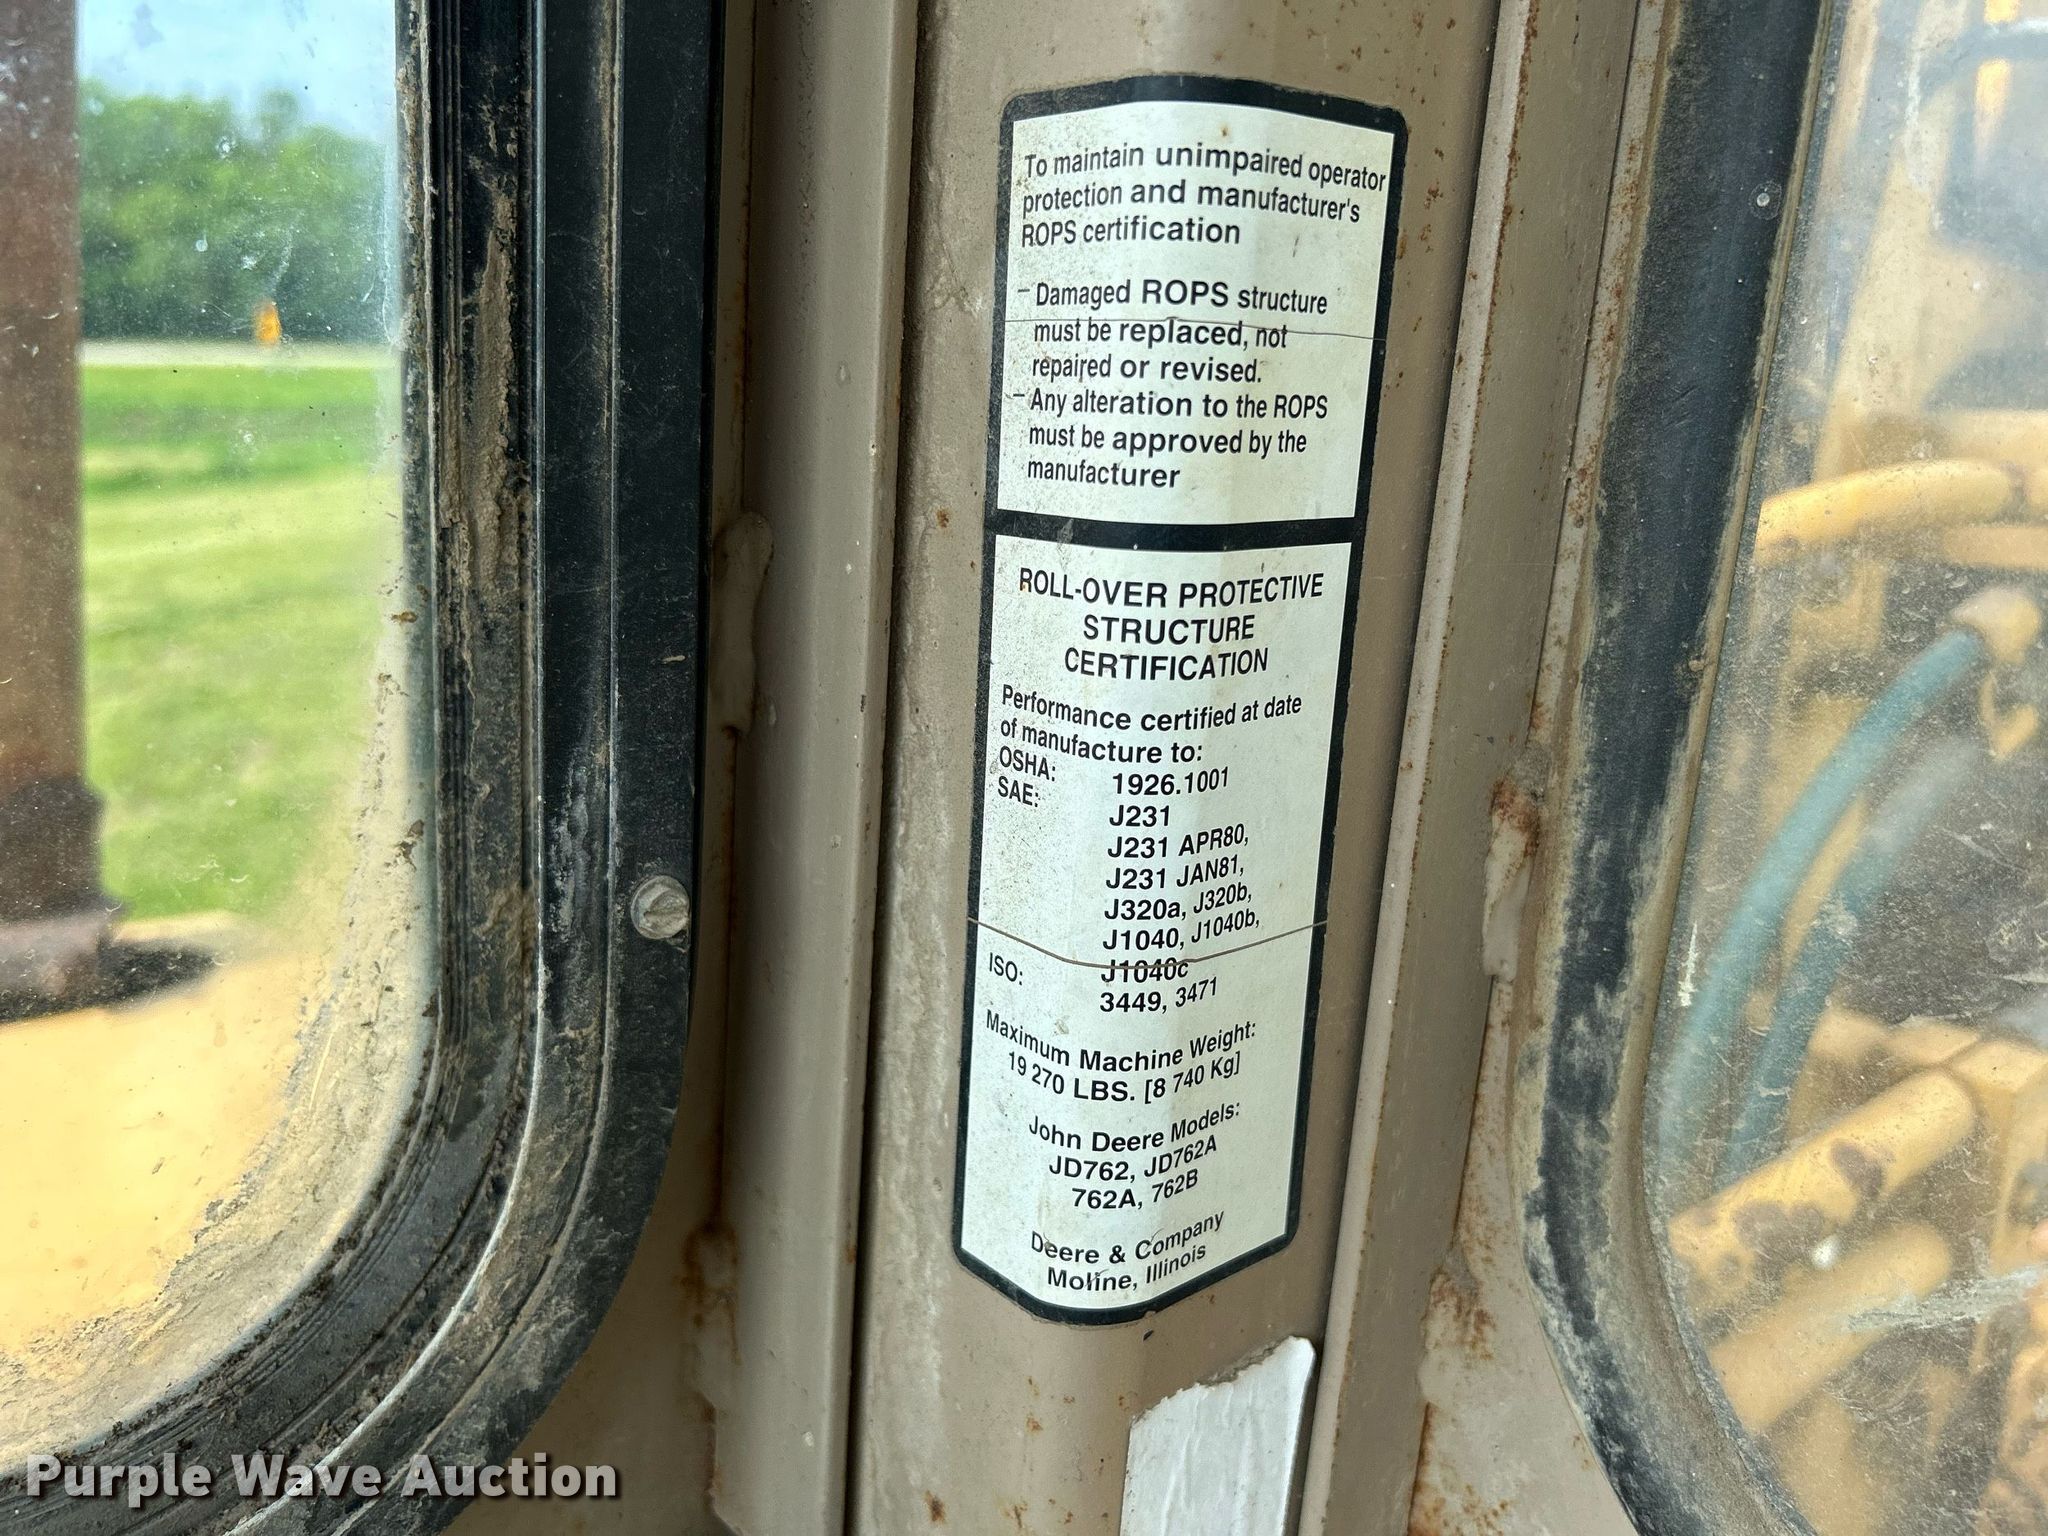 To maintain unimpaired operator
protection and manufacturer's
ROPS certification
– Damaged ROPS structure
must be replaced, not
repaired or revised.
– Any alteration to the ROPS
must be approved by the
manufacturer
ROLL-OVER PROTECTIVE
STRUCTURE
CERTIFICATION
Performance certified at date
of manufacture to:
OSHA: 1926.1001
SAE: J231
J231 APR80,
J231 JAN81,
J320a, J320b,
J1040, J1040b,
J1040c
ISO: 3449, 3471
Maximum Machine Weight:
19 270 LBS. [8 740 Kg]
John Deere Models:
JD762, JD762A
762A, 762B
Deere & Company
Moline, Illinois
Purple Wave Auction